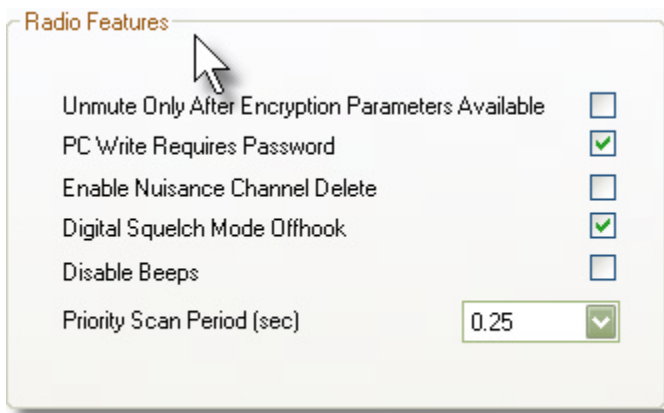 Radio Features
Unmute Only After Encryption Parameters Available
PC Write Requires Password
Enable Nuisance Channel Delete
Digital Squelch Mode Offhook
Disable Beeps
Priority Scan Period (sec) 0.25